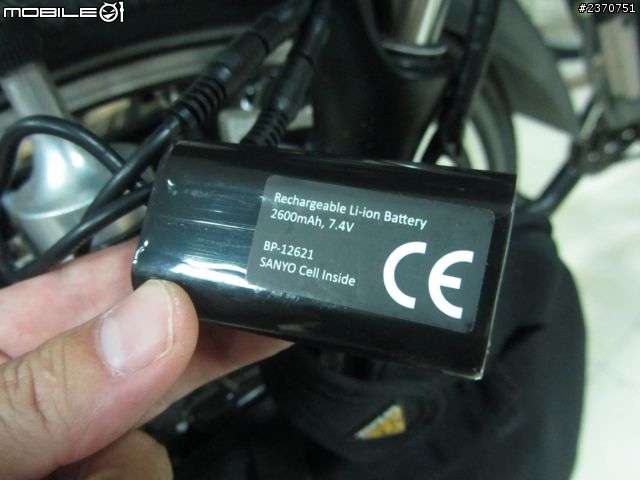 MOBILE01
#2370751
Rechargeable Li-ion Battery
2600mAh, 7.4V
BP-12621
SANYO Cell Inside
CE